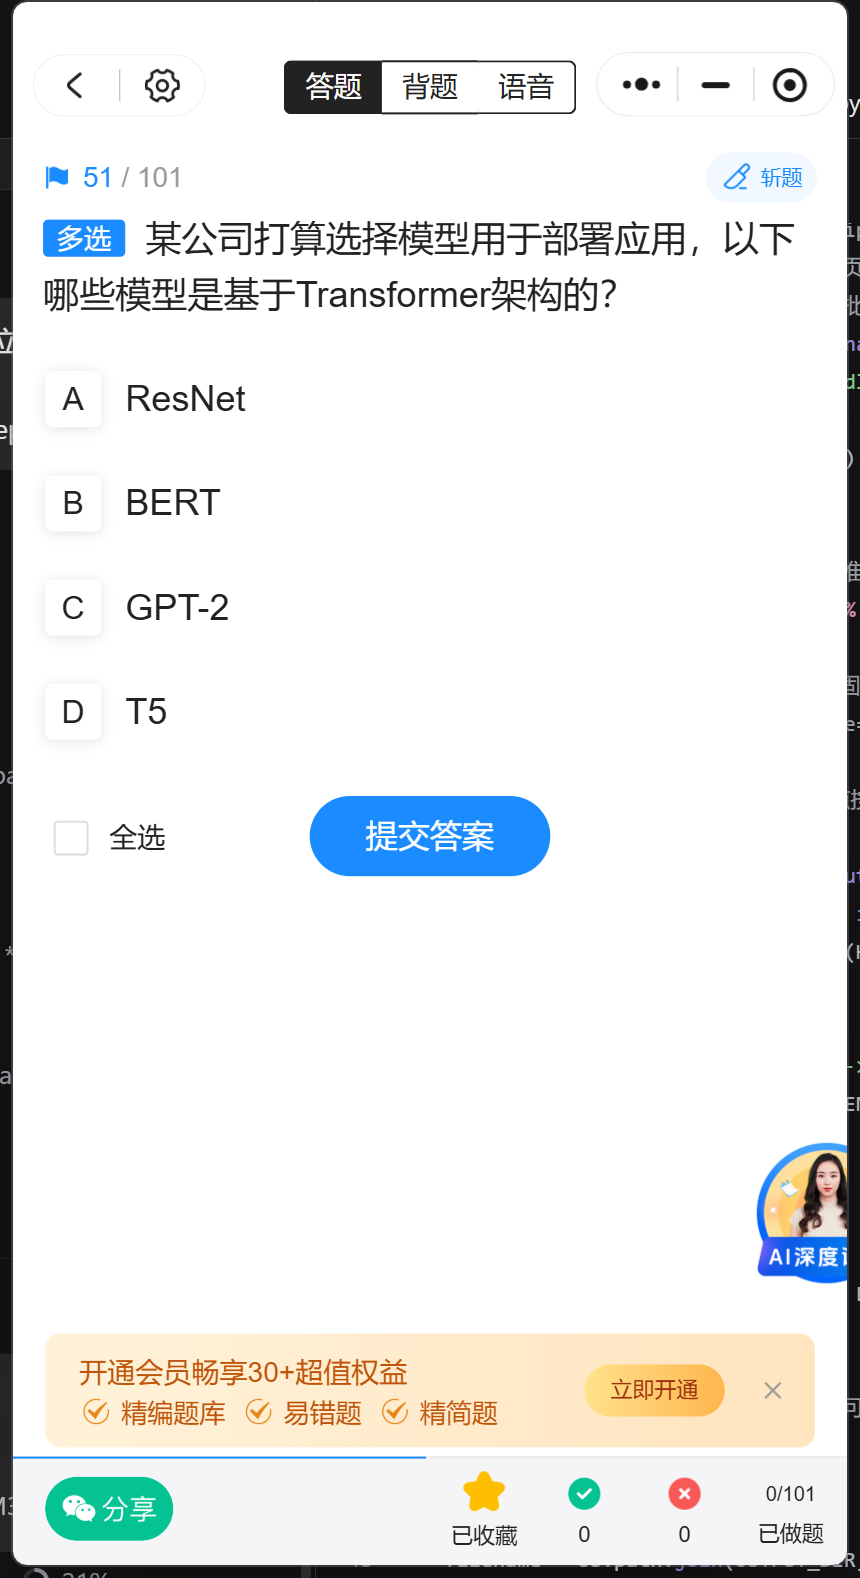 答题 背题 语音
51 / 101
斩题
多选 某公司打算选择模型用于部署应用，以下
哪些模型是基于Transformer架构的？
A ResNet
B BERT
C GPT-2
D T5
全选
提交答案
AI深度
开通会员畅享30+超值权益
精编题库 易错题 精简题
立即开通
分享
已收藏
0
0
0/101
已做题